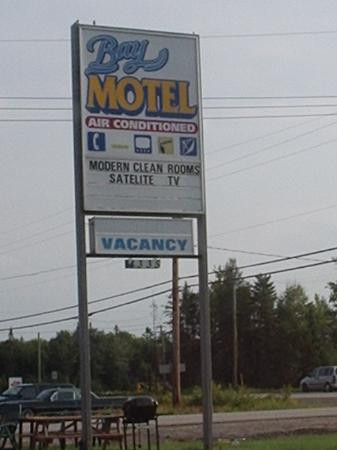 Bay
MOTEL
AIR CONDITIONED
MODERN CLEAN ROOMS
SATELITE TV
VACANCY